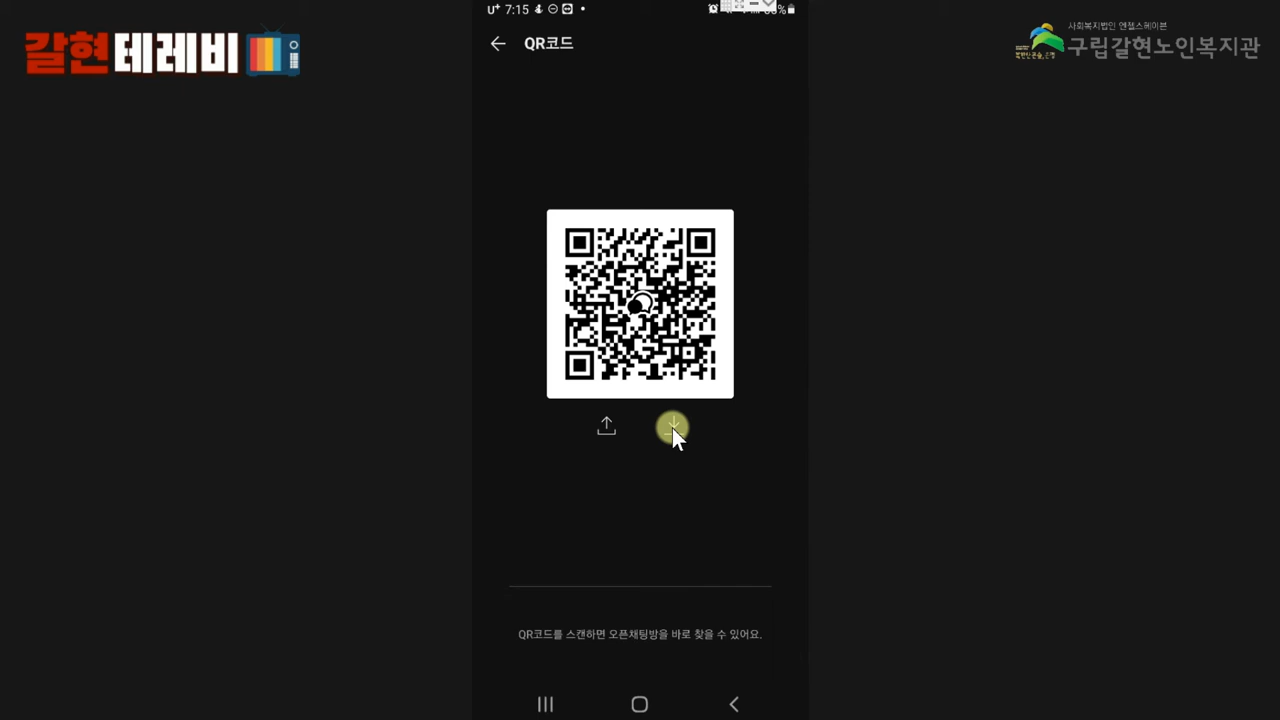 갈현테레비
사회복지법인 엔젤스헤이븐
구립갈현노인복지관
U+ 7:15
QR코드
QR코드를 스캔하면 오픈채팅방을 바로 찾을 수 있어요.